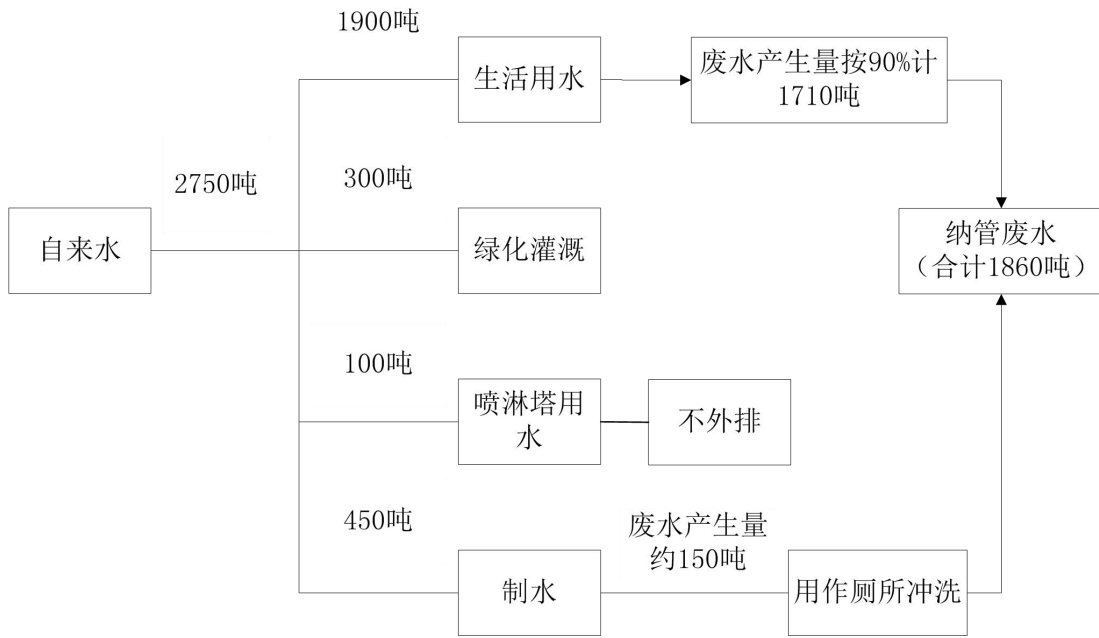 1900吨
生活用水
废水产生量按90%计
1710吨
2750吨
300吨
自来水
绿化灌溉
纳管废水
（合计1860吨）
100吨
喷淋塔用
水
不外排
450吨
废水产生量
约150吨
制水
用作厕所冲洗